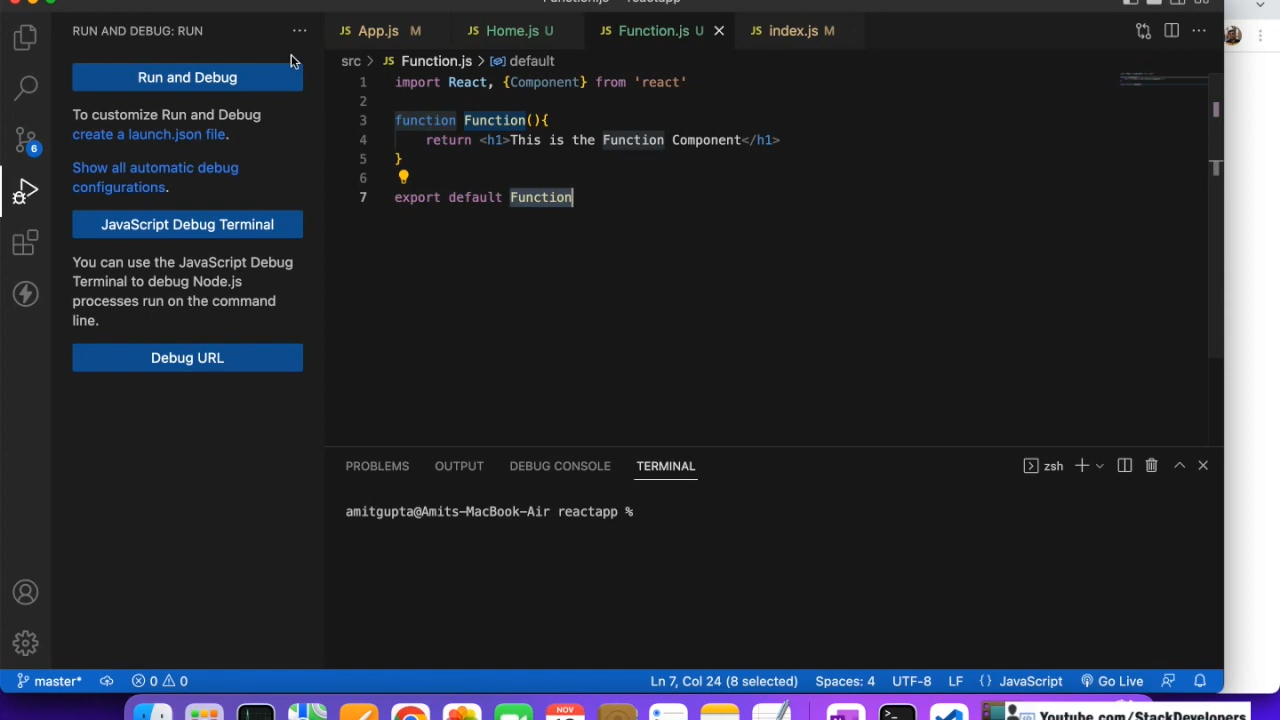 RUN AND DEBUG: RUN
Run and Debug
To customize Run and Debug
create a launch.json file.
Show all automatic debug
configurations.
JavaScript Debug Terminal
You can use the JavaScript Debug
Terminal to debug Node.js
processes run on the command
line.
Debug URL
6
JS App.js M
JS Home.js U
JS Function.js U
JS index.js M
src > JS Function.js > default
1 import React, {Component} from 'react'
2
3 function Function(){
4 return <h1>This is the Function Component</h1>
5 }
6
7 export default Function
PROBLEMS OUTPUT DEBUG CONSOLE TERMINAL
zsh
amitgupta@Amits-MacBook-Air reactapp %
master* 0 0 Ln 7, Col 24 (8 selected) Spaces: 4 UTF-8 LF {} JavaScript Go Live
NOV
Youtube.com/StackDevelopers